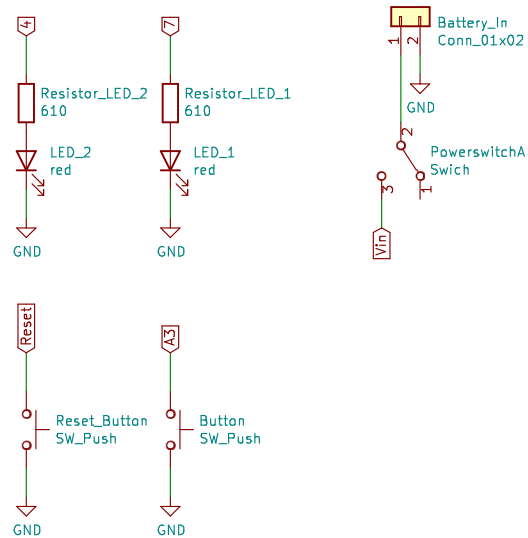 4
Resistor_LED_2
610
LED_2
red
GND
7
Resistor_LED_1
610
LED_1
red
GND
Battery_In
Conn_01x02
1
2
GND
2
PowerswitchA
Swich
3
1
Vin
Reset
Reset_Button
SW_Push
GND
A3
Button
SW_Push
GND